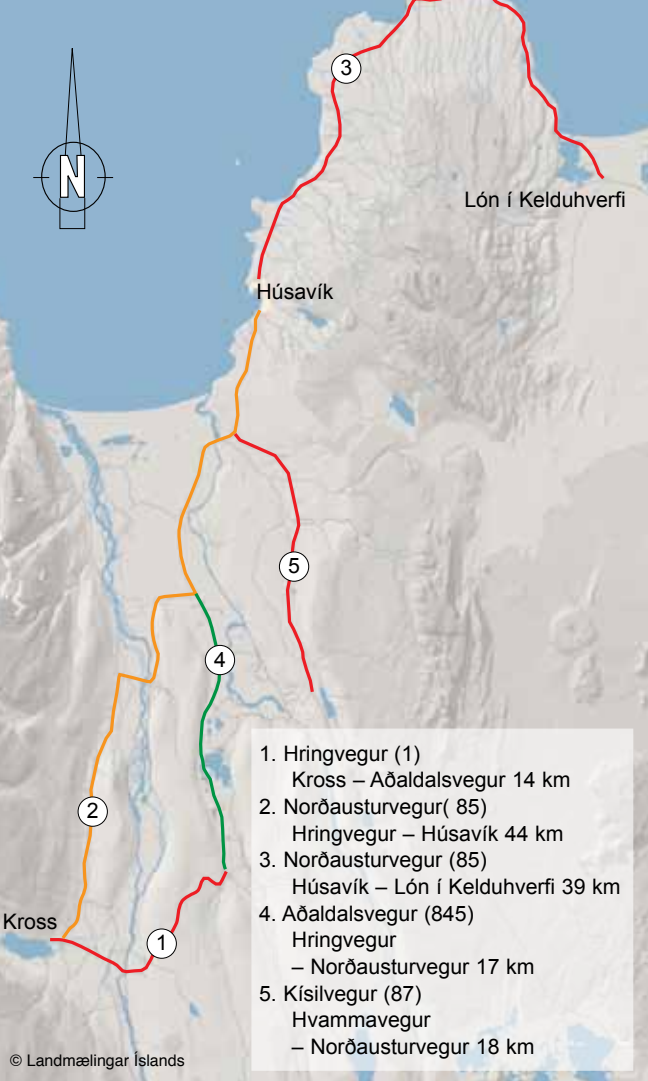 3
N
Lón í Kelduhverfi
Húsavík
5
4
2
Kross
1
1. Hringvegur (1)
Kross – Aðaldalsvegur 14 km
2. Norðausturvegur( 85)
Hringvegur – Húsavík 44 km
3. Norðausturvegur (85)
Húsavík – Lón í Kelduhverfi 39 km
4. Aðaldalsvegur (845)
Hringvegur
– Norðausturvegur 17 km
5. Kísilvegur (87)
Hvammavegur
– Norðausturvegur 18 km
© Landmælingar Íslands